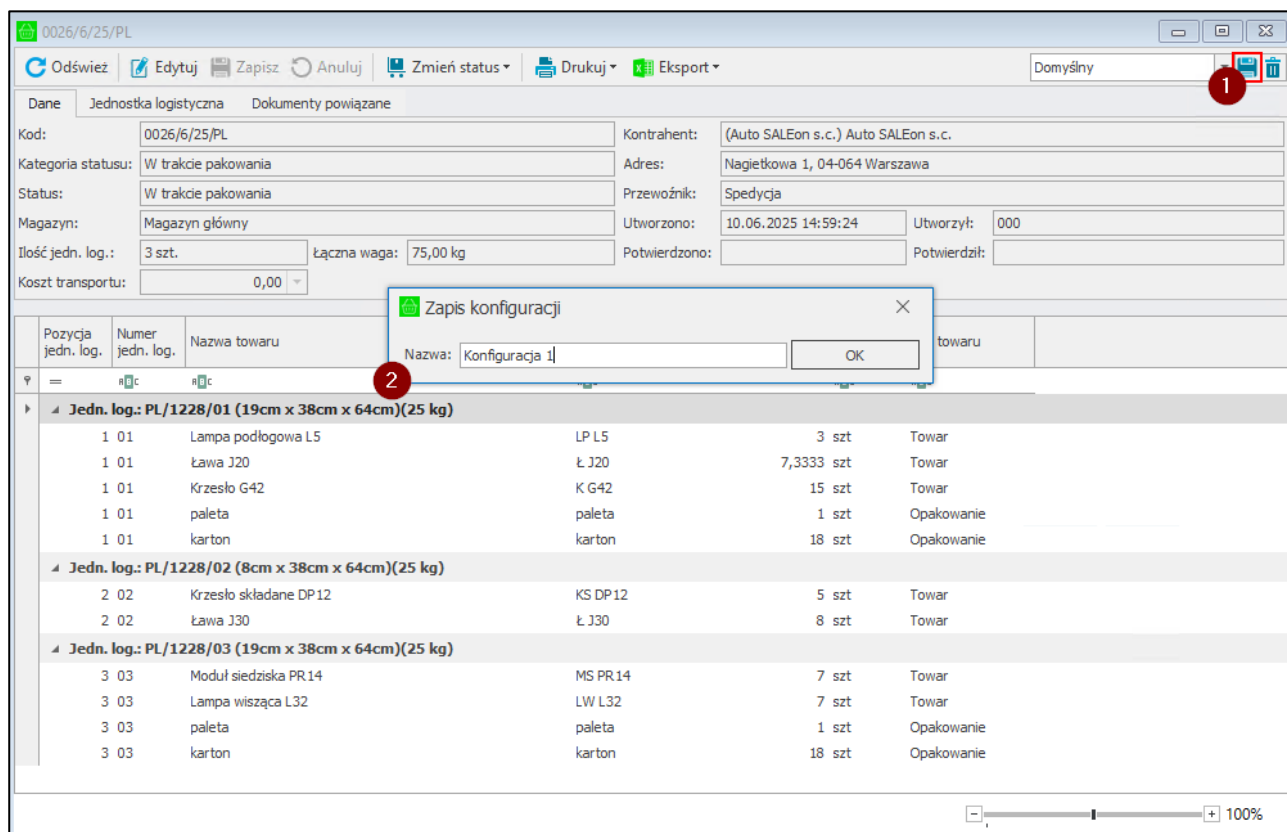 0026/6/25/PL
Odśwież Edytuj Zapisz Anuluj Zmień status Drukuj Eksport Domyślny
1
Dane Jednostka logistyczna Dokumenty powiązane
Kod: 0026/6/25/PL Kontrahent: (Auto SALEon s.c.) Auto SALEon s.c.
Kategoria statusu: W trakcie pakowania Adres: Nagietkowa 1, 04-064 Warszawa
Status: W trakcie pakowania Przewoźnik: Spedycja
Magazyn: Magazyn główny Utworzono: 10.06.2025 14:59:24 Utworzył: 000
Ilość jedn. log.: 3 szt. Łączna waga: 75,00 kg Potwierdzono: Potwierdził:
Koszt transportu: 0,00
Zapis konfiguracji
Nazwa: Konfiguracja 1 OK
2
Pozycja jedn. log. Numer jedn. log. Nazwa towaru towaru
Jedn. log.: PL/1228/01 (19cm x 38cm x 64cm)(25 kg)
1 01 Lampa podłogowa L5 LP L5 3 szt Towar
1 01 Ława J20 Ł J20 7,3333 szt Towar
1 01 Krzesło G42 K G42 15 szt Towar
1 01 paleta paleta 1 szt Opakowanie
1 01 karton karton 18 szt Opakowanie
Jedn. log.: PL/1228/02 (8cm x 38cm x 64cm)(25 kg)
2 02 Krzesło składane DP12 KS DP12 5 szt Towar
2 02 Ława J30 Ł J30 8 szt Towar
Jedn. log.: PL/1228/03 (19cm x 38cm x 64cm)(25 kg)
3 03 Moduł siedziska PR14 MS PR14 7 szt Towar
3 03 Lampa wisząca L32 LW L32 7 szt Towar
3 03 paleta paleta 1 szt Opakowanie
3 03 karton karton 18 szt Opakowanie
100%